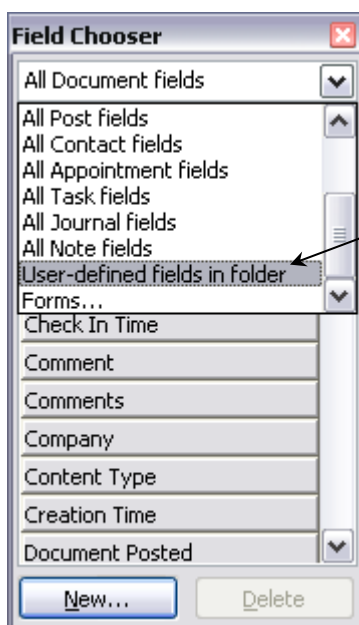 Field Chooser
All Document fields
All Post fields
All Contact fields
All Appointment fields
All Task fields
All Journal fields
All Note fields
User-defined fields in folder
Forms...
Check In Time
Comment
Comments
Company
Content Type
Creation Time
Document Posted
New...
Delete